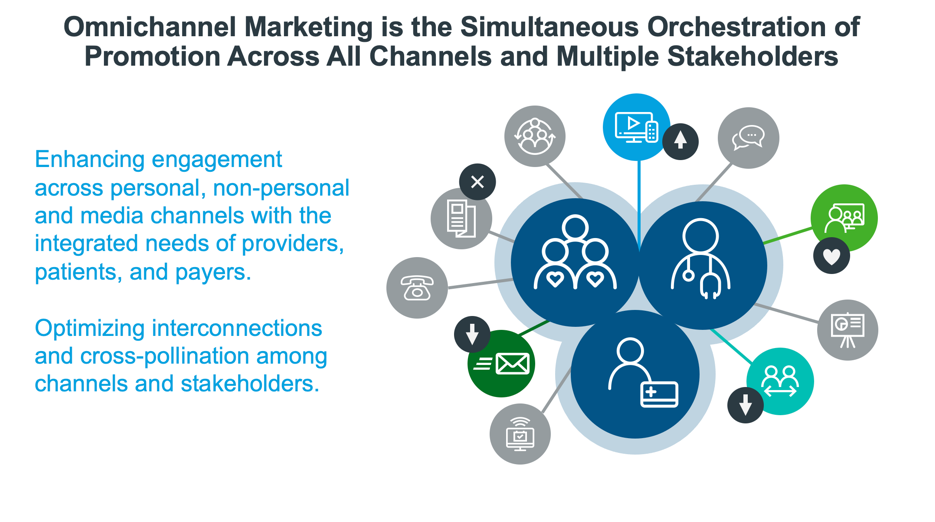 Omnichannel Marketing is the Simultaneous Orchestration of
Promotion Across All Channels and Multiple Stakeholders
Enhancing engagement
across personal, non-personal
and media channels with the
integrated needs of providers,
patients, and payers.
Optimizing interconnections
and cross-pollination among
channels and stakeholders.